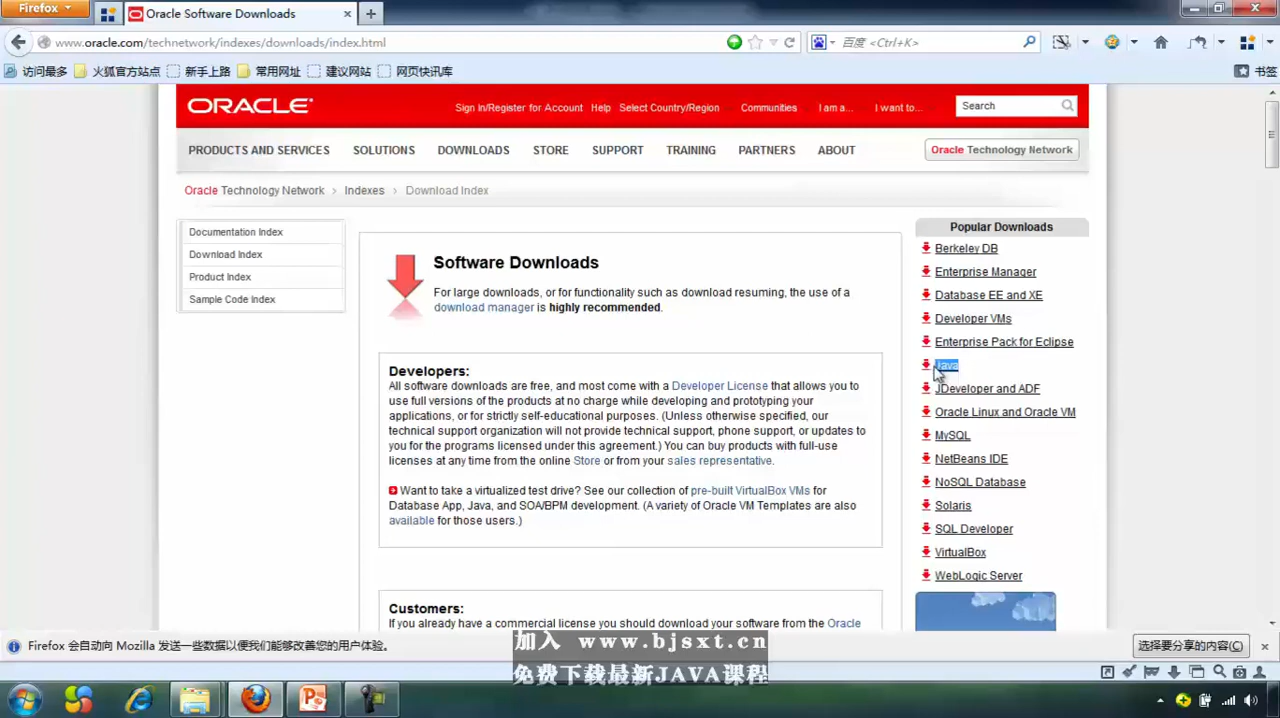 Firefox
Oracle Software Downloads
www.oracle.com/technetwork/indexes/downloads/index.html
百度 <Ctrl+K>
访问最多 火狐官方站点 新手上路 常用网址 建议网站 网页快讯库 书签
ORACLE
Sign In/Register for Account Help Select Country/Region Communities I am a... I want to... Search
PRODUCTS AND SERVICES SOLUTIONS DOWNLOADS STORE SUPPORT TRAINING PARTNERS ABOUT Oracle Technology Network
Oracle Technology Network > Indexes > Download Index
Documentation Index
Download Index
Product Index
Sample Code Index
Software Downloads
For large downloads, or for functionality such as download resuming, the use of a
download manager is highly recommended.
Developers:
All software downloads are free, and most come with a Developer License that allows you to
use full versions of the products at no charge while developing and prototyping your
applications, or for strictly self-educational purposes. (Unless otherwise specified, our
technical support organization will not provide technical support, phone support, or updates to
you for the programs licensed under this agreement.) You can buy products with full-use
licenses at any time from the online Store or from your sales representative.
Want to take a virtualized test drive? See our collection of pre-built VirtualBox VMs for
Database App, Java, and SOA/BPM development. (A variety of Oracle VM Templates are also
available for those users.)
Customers:
If you already have a commercial license you should download your software from the Oracle
Popular Downloads
Berkeley DB
Enterprise Manager
Database EE and XE
Developer VMs
Enterprise Pack for Eclipse
Java
JDeveloper and ADF
Oracle Linux and Oracle VM
MySQL
NetBeans IDE
NoSQL Database
Solaris
SQL Developer
VirtualBox
WebLogic Server
Firefox 会自动向 Mozilla 发送一些数据以便我们能够改善您的用户体验。
选择要分享的内容(C)
加入 www.bjsxt.cn
免费下载最新JAVA课程